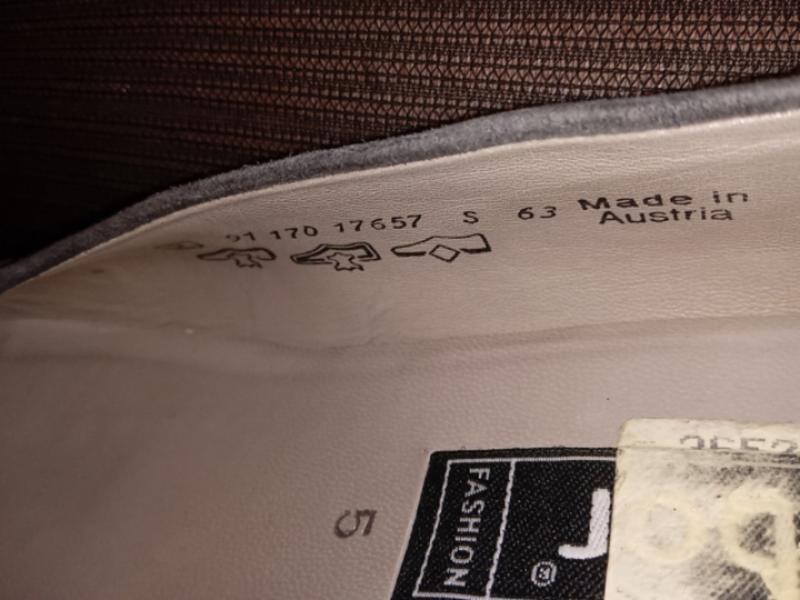 91 170 17657 S 63 Made in
Austria
5
FASHION
®